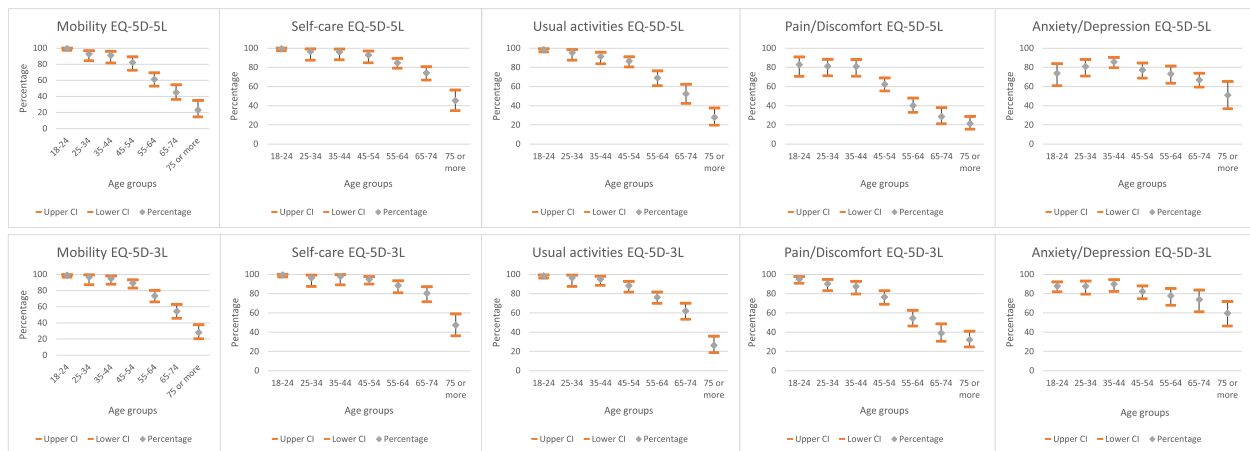 Mobility EQ-5D-5L
Percentage
100
80
60
40
20
0
18-24
25-34
35-44
45-54
55-64
65-74
75 or more
Age groups
Upper CI Lower CI Percentage
Self-care EQ-5D-5L
Percentage
100
80
60
40
20
0
18-24 25-34 35-44 45-54 55-64 65-74 75 or
more
Age groups
Upper CI Lower CI Percentage
Usual activities EQ-5D-5L
Percentage
100
80
60
40
20
0
18-24 25-34 35-44 45-54 55-64 65-74 75 or
more
Age groups
Upper CI Lower CI Percentage
Pain/Discomfort EQ-5D-5L
Percentage
100
80
60
40
20
0
18-24 25-34 35-44 45-54 55-64 65-74 75 or
more
Age groups
Upper CI Lower CI Percentage
Anxiety/Depression EQ-5D-5L
Percentage
100
80
60
40
20
0
18-24 25-34 35-44 45-54 55-64 65-74 75 or
more
Age groups
Upper CI Lower CI Percentage
Mobility EQ-5D-3L
Percentage
100
80
60
40
20
0
18-24
25-34
35-44
45-54
55-64
65-74
75 or more
Age groups
Upper CI Lower CI Percentage
Self-care EQ-5D-3L
Percentage
100
80
60
40
20
0
18-24 25-34 35-44 45-54 55-64 65-74 75 or
more
Age groups
Upper CI Lower CI Percentage
Usual activities EQ-5D-3L
Percentage
100
80
60
40
20
0
18-24 25-34 35-44 45-54 55-64 65-74 75 or
more
Age groups
Upper CI Lower CI Percentage
Pain/Discomfort EQ-5D-3L
Percentage
100
80
60
40
20
0
18-24 25-34 35-44 45-54 55-64 65-74 75 or
more
Age groups
Upper CI Lower CI Percentage
Anxiety/Depression EQ-5D-3L
Percentage
100
80
60
40
20
0
18-24 25-34 35-44 45-54 55-64 65-74 75 or
more
Age groups
Upper CI Lower CI Percentage